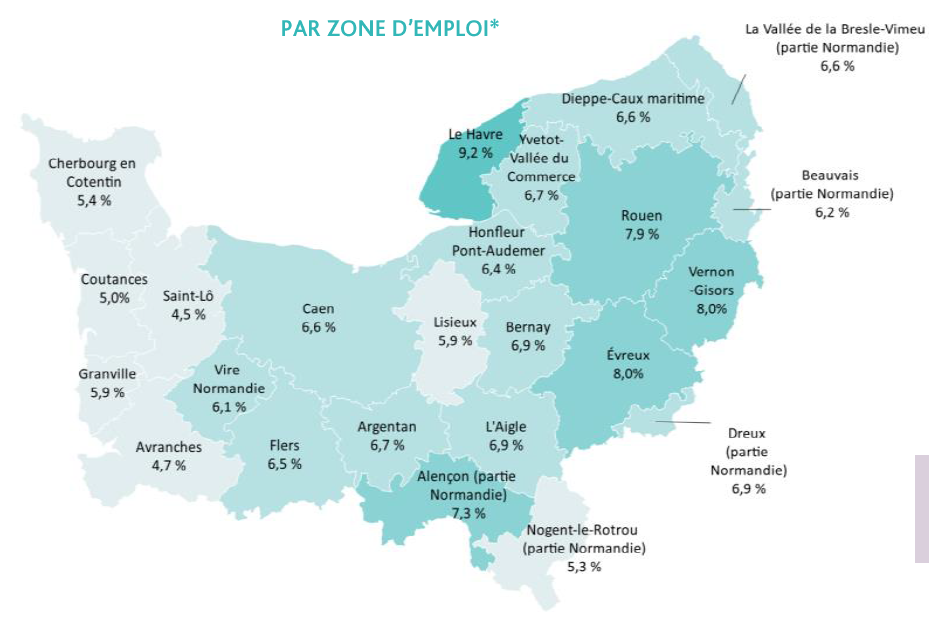 PAR ZONE D'EMPLOI*
La Vallée de la Bresle-Vimeu
(partie Normandie)
6,6 %
Dieppe-Caux maritime
6,6 %
Le Havre
9,2 %
Yvetot-
Vallée du
Commerce
6,7 %
Cherbourg en
Cotentin
5,4 %
Beauvais
(partie Normandie)
6,2 %
Rouen
7,9 %
Honfleur
Pont-Audemer
6,4 %
Vernon
-Gisors
8,0%
Coutances
5,0%
Saint-Lô
4,5 %
Caen
6,6 %
Lisieux
5,9 %
Bernay
6,9 %
Évreux
8,0%
Granville
5,9 %
Vire
Normandie
6,1 %
Avranches
4,7 %
Flers
6,5 %
Argentan
6,7 %
L'Aigle
6,9 %
Dreux
(partie
Normandie)
6,9 %
Alençon (partie
Normandie)
7,3 %
Nogent-le-Rotrou
(partie Normandie)
5,3 %